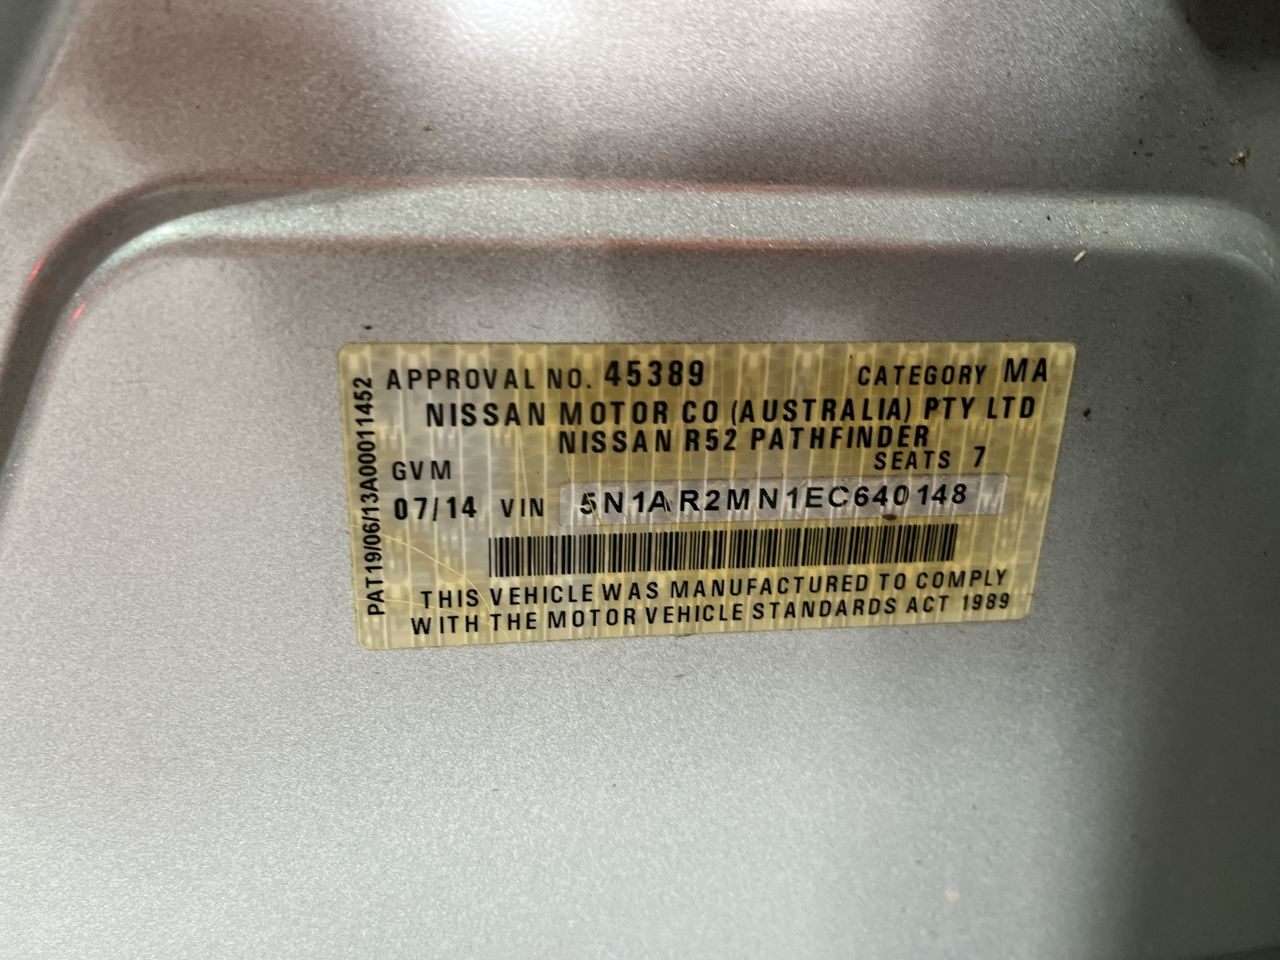 PAT19/06/13A00011452
APPROVAL NO. 45389 CATEGORY MA
NISSAN MOTOR CO (AUSTRALIA) PTY LTD
NISSAN R52 PATHFINDER
GVM SEATS 7
07/14 VIN 5N1AR2MN1EC640148
THIS VEHICLE WAS MANUFACTURED TO COMPLY
WITH THE MOTOR VEHICLE STANDARDS ACT 1989